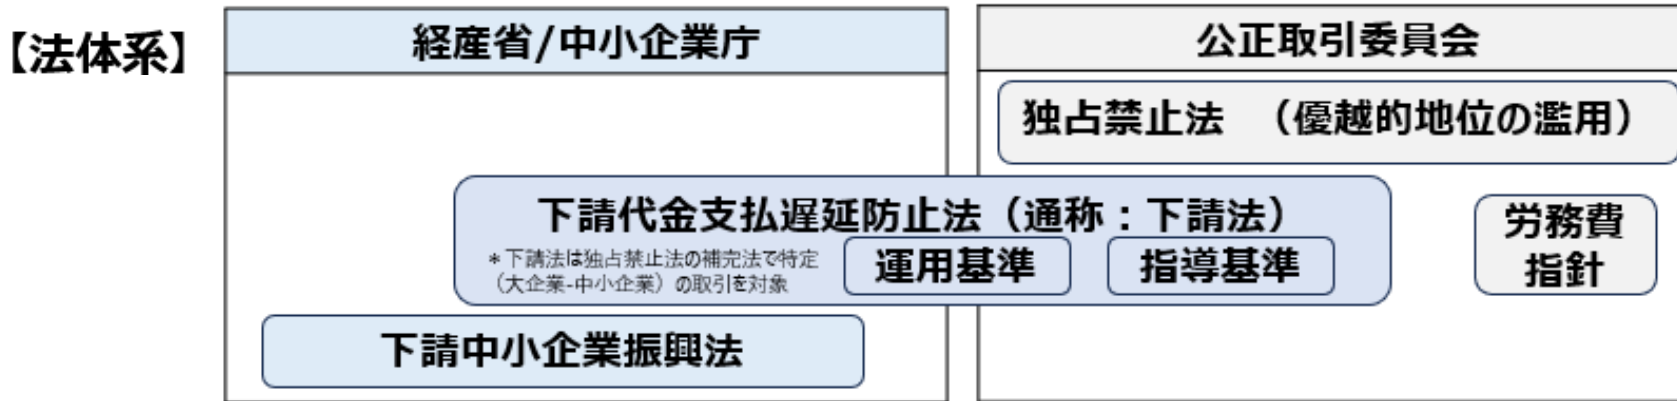 【法体系】
経産省/中小企業庁
公正取引委員会
独占禁止法 （優越的地位の濫用）
下請代金支払遅延防止法（通称：下請法）
＊下請法は独占禁止法の補完法で特定
（大企業-中小企業）の取引を対象
運用基準
指導基準
労務費
指針
下請中小企業振興法